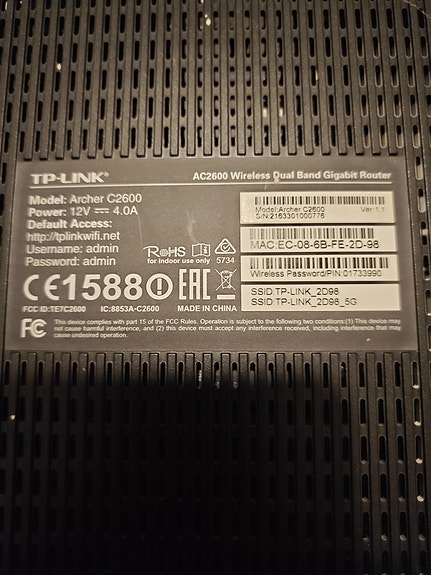 TP-LINK®
AC2600 Wireless Dual Band Gigabit Router
Model: Archer C2600
Power: 12V 4.0A
Default Access:
http://tplinkwifi.net
Username: admin
Password: admin
RoHS
for indoor use only
5734
CE1588
EAC
FCC ID:TE7C2600
IC:8853A-C2600
MADE IN CHINA
Model:Archer C2600 Ver:1.1
S/N:2163301000776
MAC:EC-08-6B-FE-2D-98
Wireless Password/PIN:01733990
SSID:TP-LINK_2D98
SSID:TP-LINK_2D98_5G
FC
This device complies with part 15 of the FCC Rules. Operation is subject to the following two conditions:(1) This device may
not cause harmful interference, and (2) this device must accept any interference received, including interference that may
cause undesired operation.